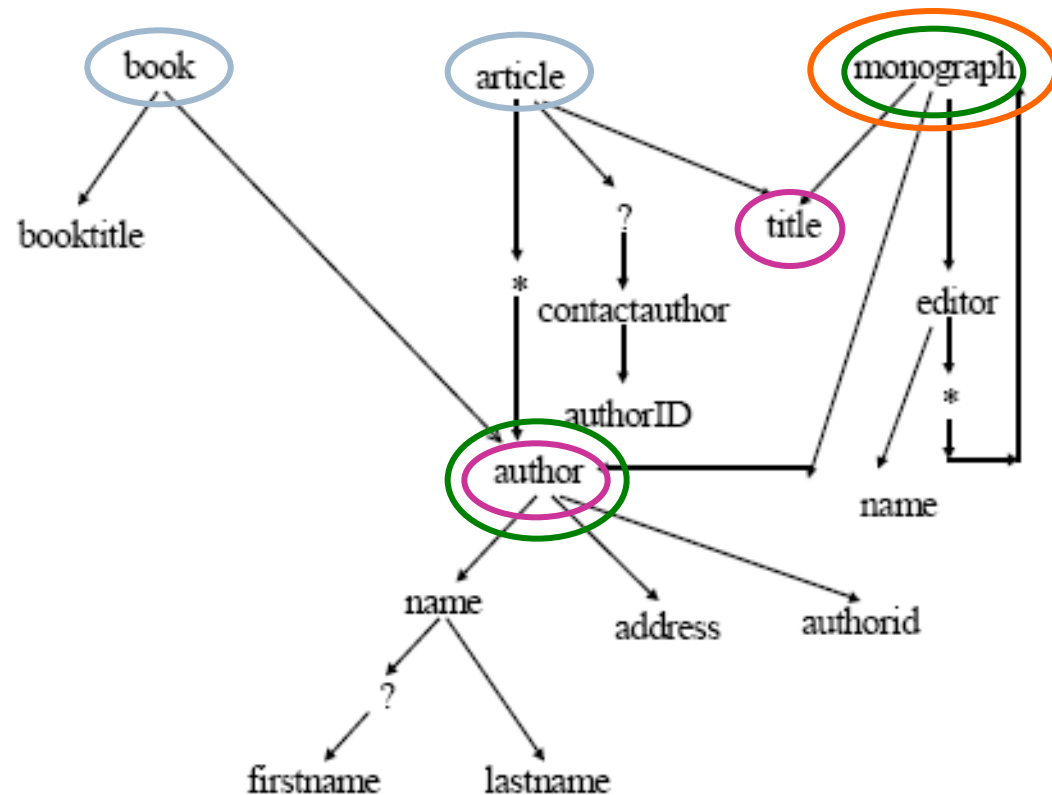 book
article
monograph
booktitle
?
title
*
contactauthor
editor
*
authorID
author
name
name
address
authorid
?
firstname
lastname